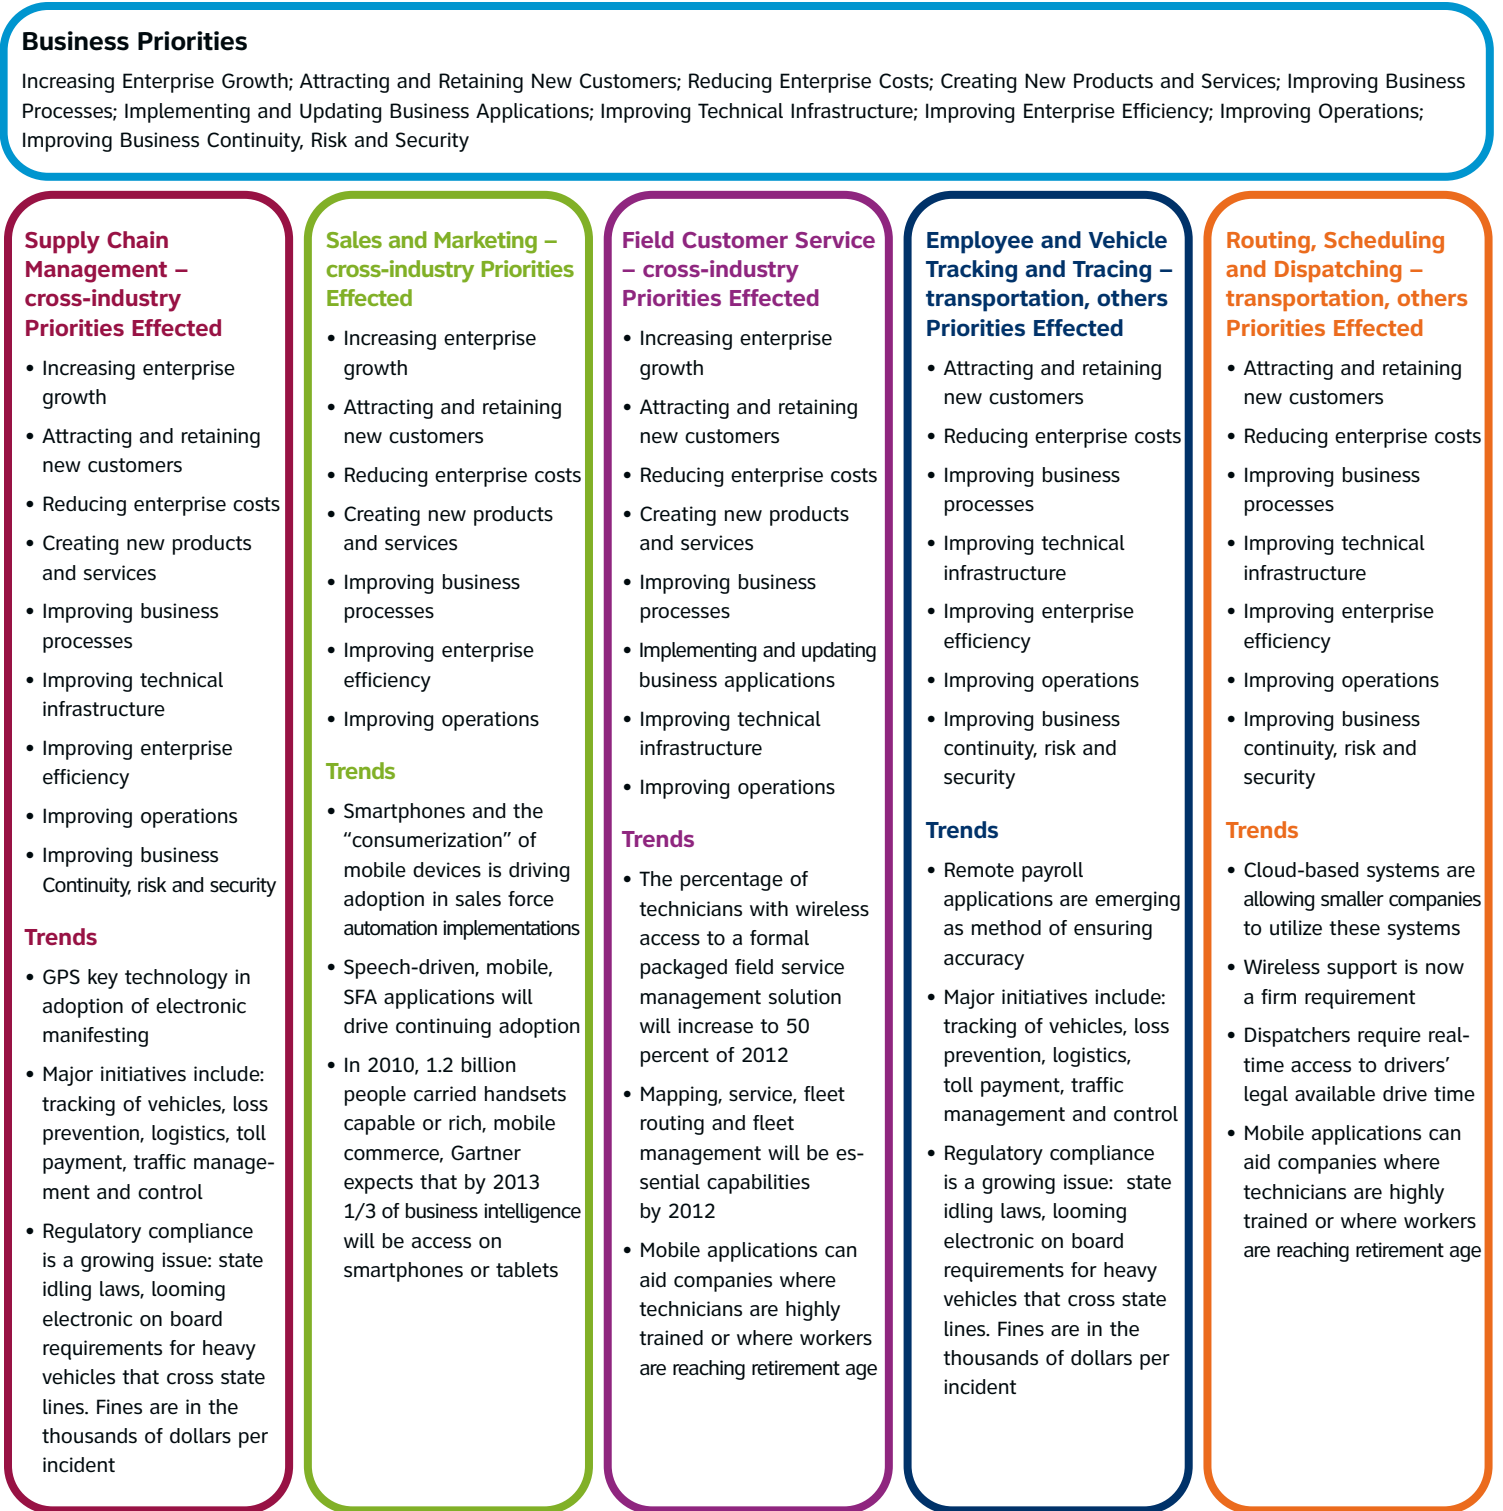 Business Priorities
Increasing Enterprise Growth; Attracting and Retaining New Customers; Reducing Enterprise Costs; Creating New Products and Services; Improving Business
Processes; Implementing and Updating Business Applications; Improving Technical Infrastructure; Improving Enterprise Efficiency; Improving Operations;
Improving Business Continuity, Risk and Security
Supply Chain
Management –
cross-industry
Priorities Effected
• Increasing enterprise
growth
• Attracting and retaining
new customers
• Reducing enterprise costs
• Creating new products
and services
• Improving business
processes
• Improving technical
infrastructure
• Improving enterprise
efficiency
• Improving operations
• Improving business
Continuity, risk and security
Trends
• GPS key technology in
adoption of electronic
manifesting
• Major initiatives include:
tracking of vehicles, loss
prevention, logistics, toll
payment, traffic manage-
ment and control
• Regulatory compliance
is a growing issue: state
idling laws, looming
electronic on board
requirements for heavy
vehicles that cross state
lines. Fines are in the
thousands of dollars per
incident
Sales and Marketing –
cross-industry Priorities
Effected
• Increasing enterprise
growth
• Attracting and retaining
new customers
• Reducing enterprise costs
• Creating new products
and services
• Improving business
processes
• Improving enterprise
efficiency
• Improving operations
Trends
• Smartphones and the
“consumerization” of
mobile devices is driving
adoption in sales force
automation implementations
• Speech-driven, mobile,
SFA applications will
drive continuing adoption
• In 2010, 1.2 billion
people carried handsets
capable or rich, mobile
commerce, Gartner
expects that by 2013
1/3 of business intelligence
will be access on
smartphones or tablets
Field Customer Service
– cross-industry
Priorities Effected
• Increasing enterprise
growth
• Attracting and retaining
new customers
• Reducing enterprise costs
• Creating new products
and services
• Improving business
processes
• Implementing and updating
business applications
• Improving technical
infrastructure
• Improving operations
Trends
• The percentage of
technicians with wireless
access to a formal
packaged field service
management solution
will increase to 50
percent of 2012
• Mapping, service, fleet
routing and fleet
management will be es-
sential capabilities
by 2012
• Mobile applications can
aid companies where
technicians are highly
trained or where workers
are reaching retirement age
Employee and Vehicle
Tracking and Tracing –
transportation, others
Priorities Effected
• Attracting and retaining
new customers
• Reducing enterprise costs
• Improving business
processes
• Improving technical
infrastructure
• Improving enterprise
efficiency
• Improving operations
• Improving business
continuity, risk and
security
Trends
• Remote payroll
applications are emerging
as method of ensuring
accuracy
• Major initiatives include:
tracking of vehicles, loss
prevention, logistics,
toll payment, traffic
management and control
• Regulatory compliance
is a growing issue: state
idling laws, looming
electronic on board
requirements for heavy
vehicles that cross state
lines. Fines are in the
thousands of dollars per
incident
Routing, Scheduling
and Dispatching –
transportation, others
Priorities Effected
• Attracting and retaining
new customers
• Reducing enterprise costs
• Improving business
processes
• Improving technical
infrastructure
• Improving enterprise
efficiency
• Improving operations
• Improving business
continuity, risk and
security
Trends
• Cloud-based systems are
allowing smaller companies
to utilize these systems
• Wireless support is now
a firm requirement
• Dispatchers require real-
time access to drivers’
legal available drive time
• Mobile applications can
aid companies where
technicians are highly
trained or where workers
are reaching retirement age